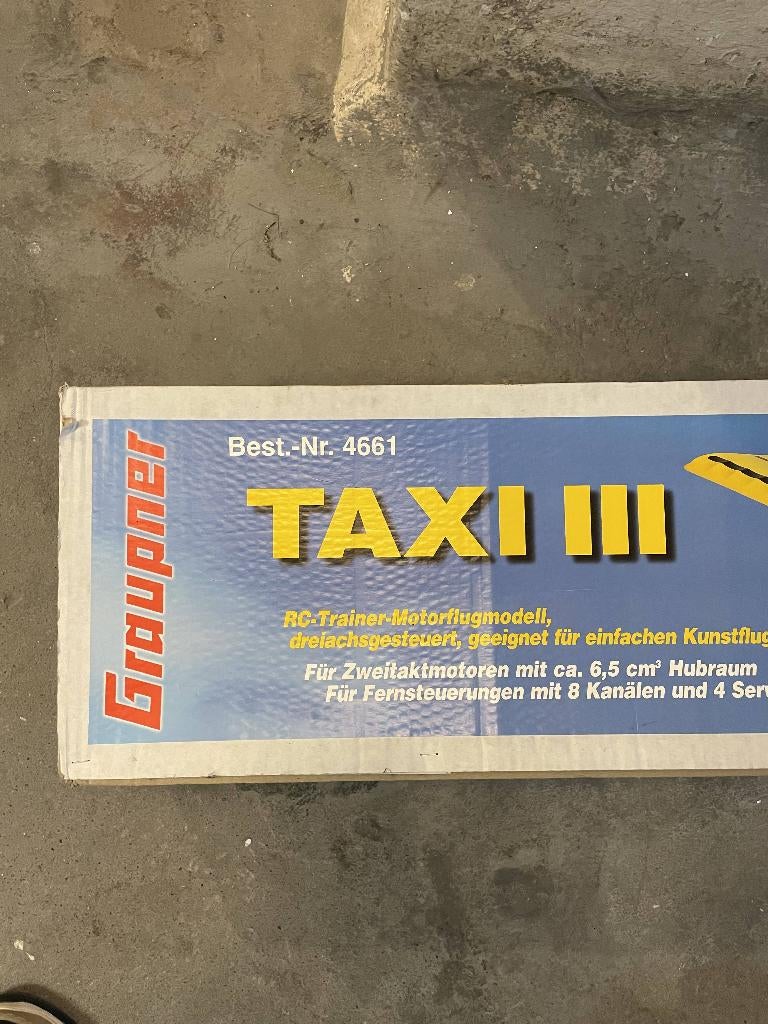 Graupner
Best.-Nr. 4661
TAXI III
RC-Trainer-Motorflugmodell,
dreiachsgesteuert, geeignet für einfachen Kunstflug
Für Zweitaktmotoren mit ca. 6,5 cm³ Hubraum
Für Fernsteuerungen mit 8 Kanälen und 4